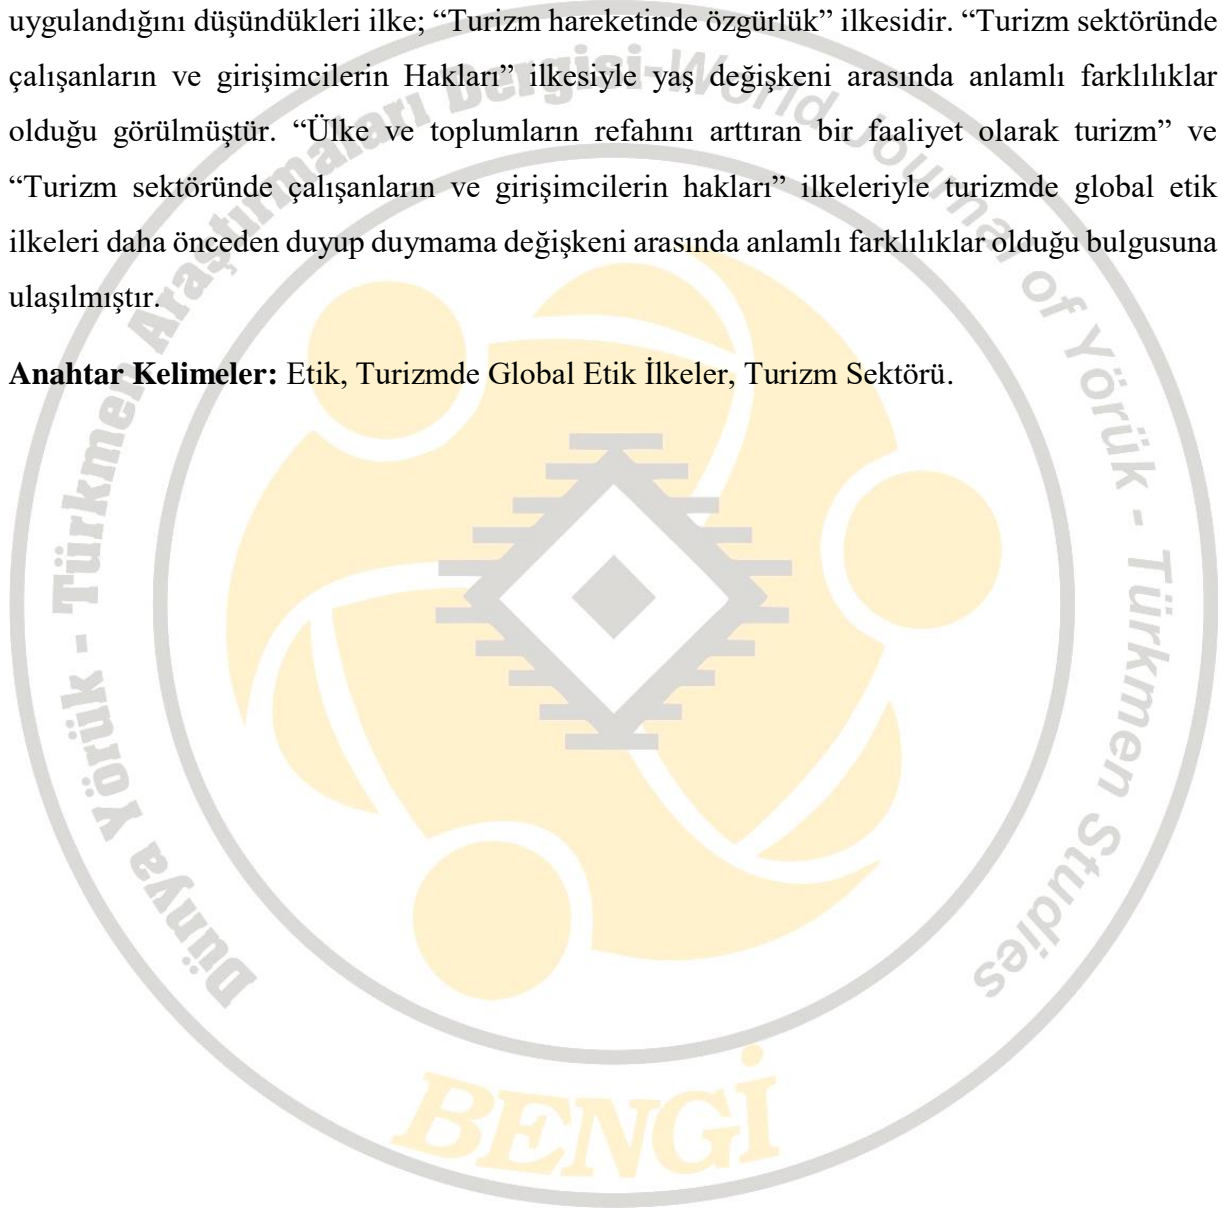 uygulandığını düşündükleri ilke; “Turizm hareketinde özgürlük” ilkesidir. “Turizm sektöründe
çalışanların ve girişimcilerin Hakları” ilkesiyle yaş değişkeni arasında anlamlı farklılıklar
olduğu görülmüştür. “Ülke ve toplumların refahını arttıran bir faaliyet olarak turizm” ve
“Turizm sektöründe çalışanların ve girişimcilerin hakları” ilkeleriyle turizmde global etik
ilkeleri daha önceden duyup duymama değişkeni arasında anlamlı farklılıklar olduğu bulgusuna
ulaşılmıştır.
Anahtar Kelimeler: Etik, Turizmde Global Etik İlkeler, Turizm Sektörü.
Dünya Yörük - Türkmen Araştırmaları Dergisi-World Journal of Yörük - Türkmen Studies
BENGİ